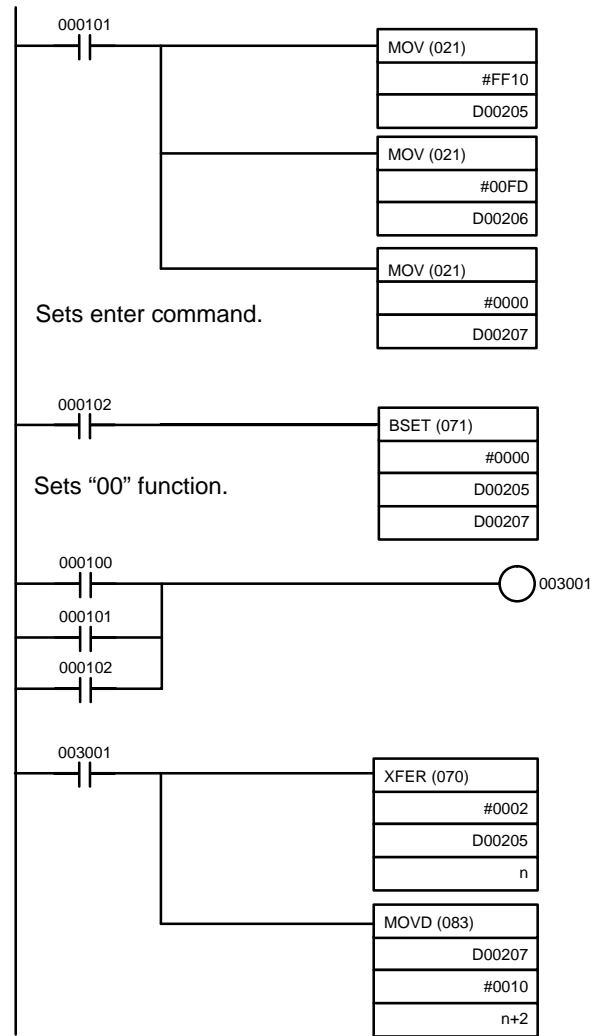 000101
MOV (021)
#FF10
D00205
MOV (021)
#00FD
D00206
MOV (021)
#0000
D00207
Sets enter command.
000102
BSET (071)
#0000
D00205
D00207
Sets “00” function.
000100
003001
000101
000102
003001
XFER (070)
#0002
D00205
n
MOVD (083)
D00207
#0010
n+2